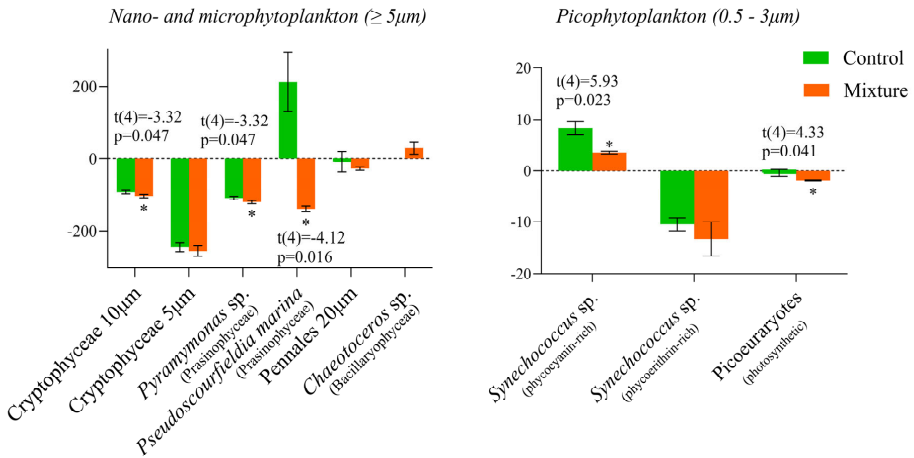 Nano- and microphytoplankton (≥ 5μm)
200
0
-200
t(4)=-3.32
p=0.047
t(4)=-3.32
p=0.047
*
*
*
t(4)=-4.12
p=0.016
Cryptophyceae 10μm
Cryptophyceae 5μm
Pyramymonas sp.
(Prasinophyceae)
Pseudoscourfieldia marina
(Prasinophyceae)
Pennales 20μm
Chaeotoceros sp.
(Bacillaryophyceae)
Picophytoplankton (0.5 - 3μm)
Control
Mixture
20
10
0
-10
-20
t(4)=5.93
p=0.023
*
t(4)=4.33
p=0.041
*
Synechococcus sp.
(phycocyanin-rich)
Synechococcus sp.
(phycoerithrin-rich)
Picoeuraryotes
(photosynthetic)